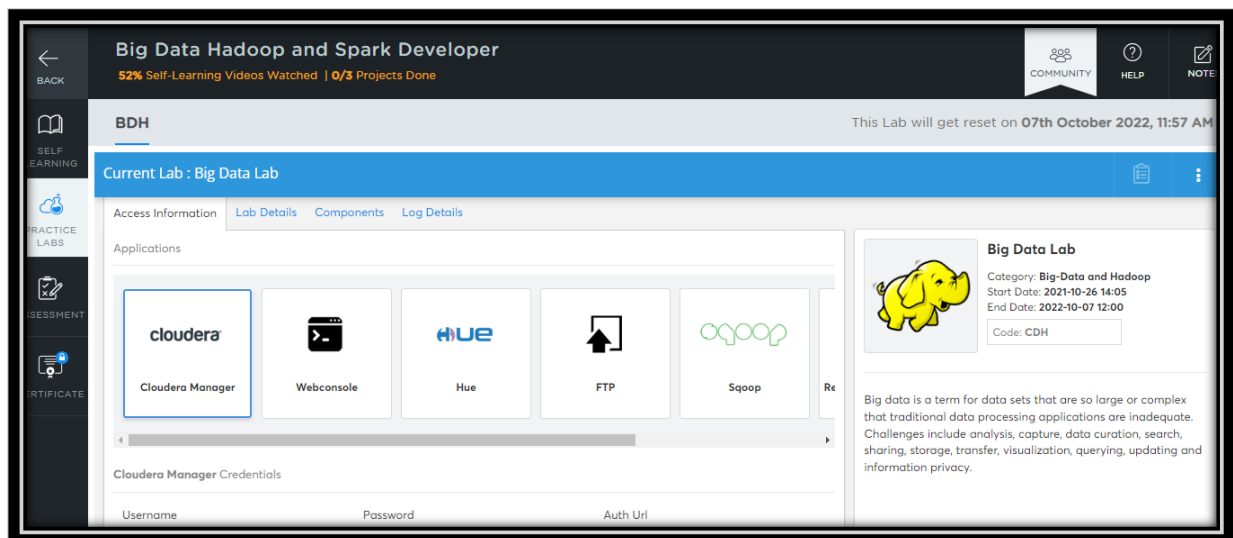 BACK
Big Data Hadoop and Spark Developer
52% Self-Learning Videos Watched | 0/3 Projects Done
COMMUNITY
HELP
NOTE
SELF
LEARNING
PRACTICE
LABS
SSESSMENT
ERTIFICATE
BDH
This Lab will get reset on 07th October 2022, 11:57 AM
Current Lab : Big Data Lab
Access Information Lab Details Components Log Details
Applications
cloudera
Cloudera Manager
Webconsole
HUE
Hue
FTP
sqoop
Sqoop
Re
Cloudera Manager Credentials
Username Password Auth Url
Big Data Lab
Category: Big-Data and Hadoop
Start Date: 2021-10-26 14:05
End Date: 2022-10-07 12:00
Code: CDH
Big data is a term for data sets that are so large or complex
that traditional data processing applications are inadequate.
Challenges include analysis, capture, data curation, search,
sharing, storage, transfer, visualization, querying, updating and
information privacy.